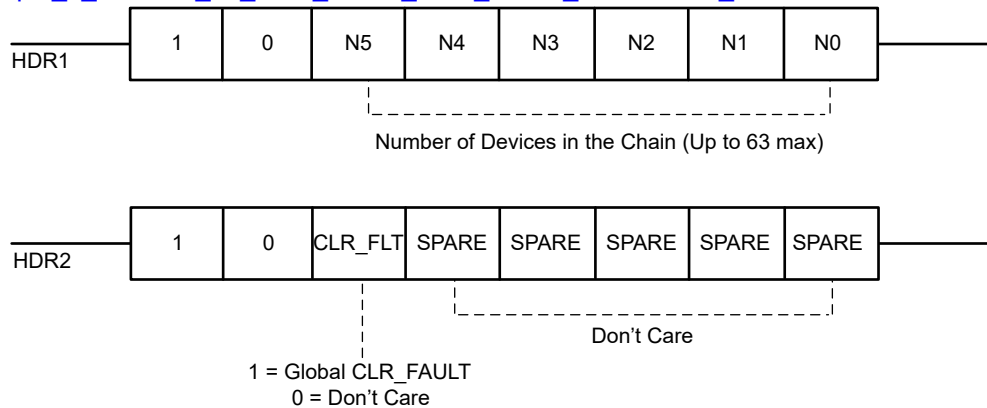 HDR1 1 0 N5 N4 N3 N2 N1 N0
Number of Devices in the Chain (Up to 63 max)
HDR2 1 0 CLR_FLT SPARE SPARE SPARE SPARE SPARE
Don't Care
1 = Global CLR_FAULT
0 = Don't Care